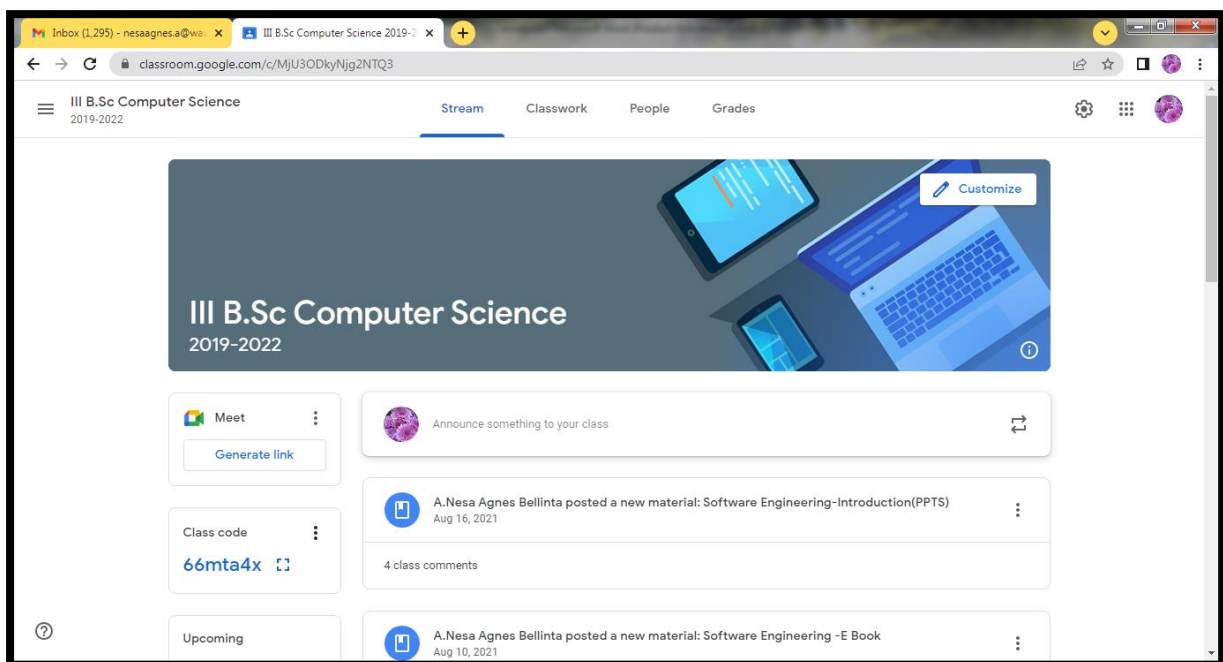 Inbox (1,295) - nesaagnes.a@wa
III B.Sc Computer Science 2019-2
classroom.google.com/c/MjU3ODkyNjg2NTQ3
III B.Sc Computer Science
2019-2022
Stream Classwork People Grades
Customize
III B.Sc Computer Science
2019-2022
Meet
Generate link
Announce something to your class
A.Nesa Agnes Bellinta posted a new material: Software Engineering-Introduction(PPTS)
Aug 16, 2021
4 class comments
Class code
66mta4x
Upcoming
A.Nesa Agnes Bellinta posted a new material: Software Engineering -E Book
Aug 10, 2021